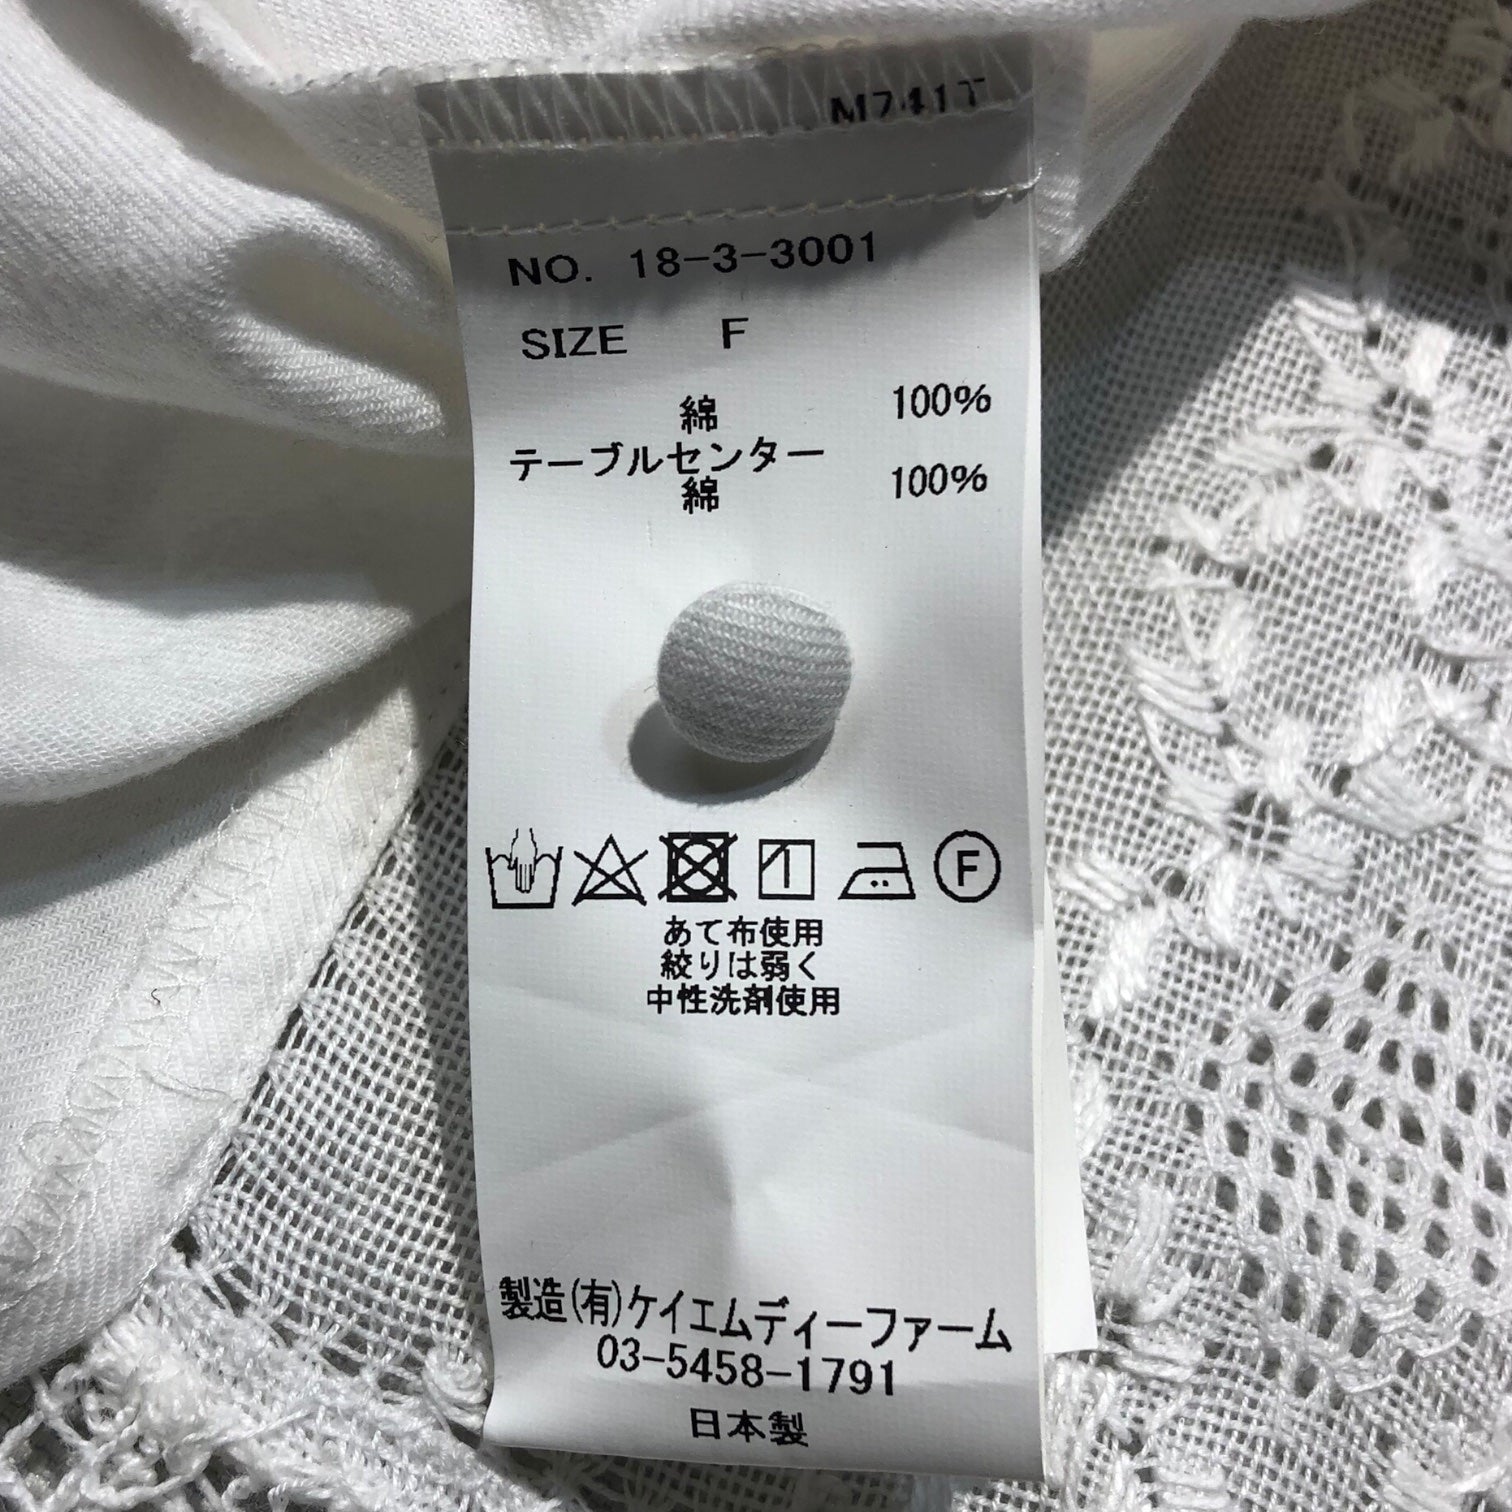 M741T
NO. 18-3-3001
SIZE F
綿 100%
テーブルセンター
綿 100%
F
あて布使用
絞りは弱く
中性洗剤使用
製造(有)ケイエムディーファーム
03-5458-1791
日本製